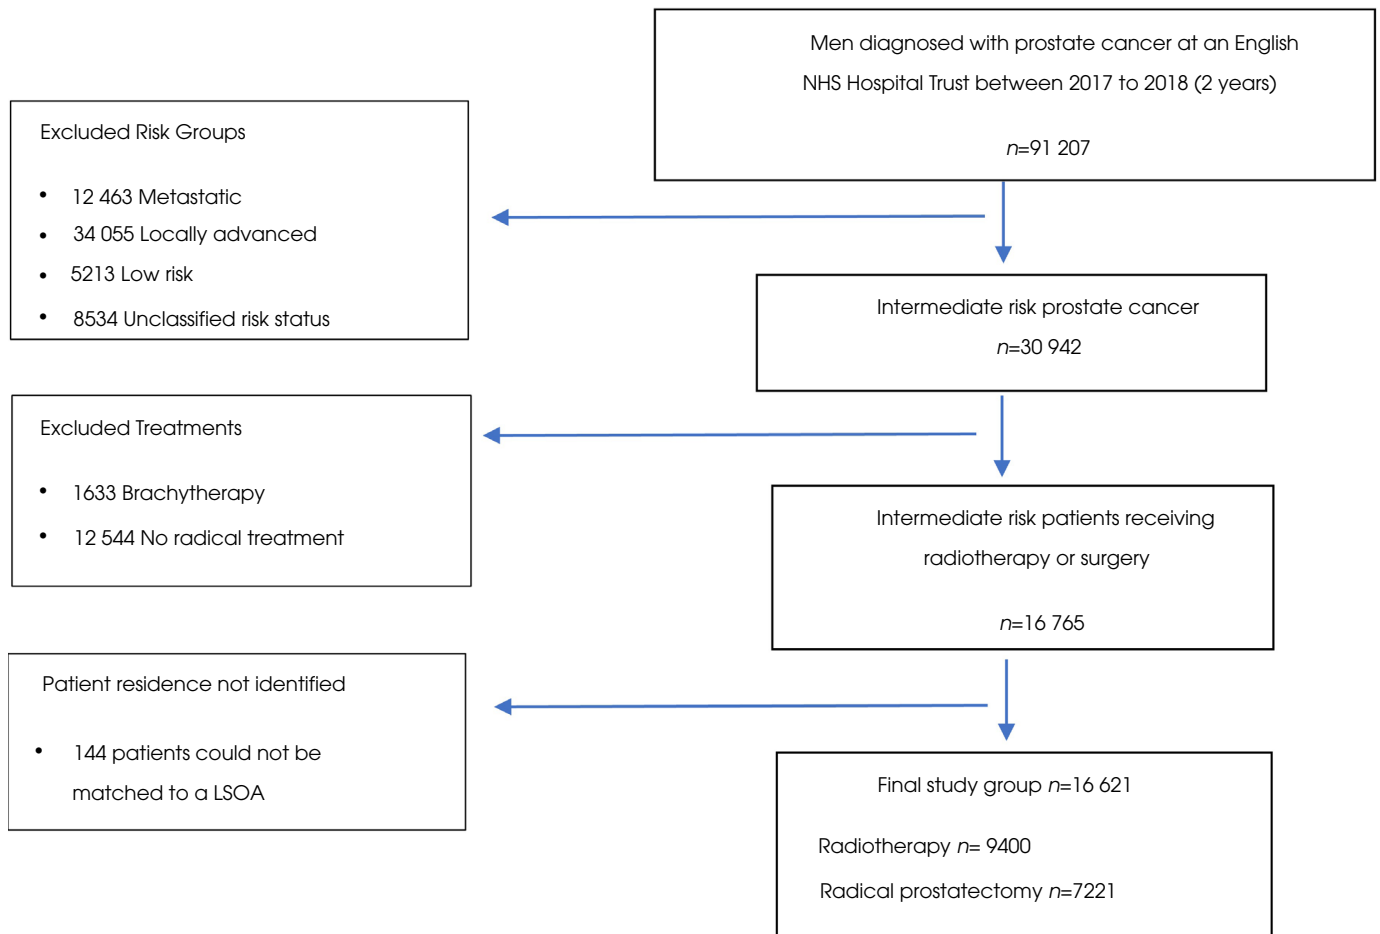 Men diagnosed with prostate cancer at an English
NHS Hospital Trust between 2017 to 2018 (2 years)
n=91 207
Excluded Risk Groups
• 12 463 Metastatic
• 34 055 Locally advanced
• 5213 Low risk
• 8534 Unclassified risk status
Intermediate risk prostate cancer
n=30 942
Excluded Treatments
• 1633 Brachytherapy
• 12 544 No radical treatment
Intermediate risk patients receiving
radiotherapy or surgery
n=16 765
Patient residence not identified
• 144 patients could not be
matched to a LSOA
Final study group n=16 621
Radiotherapy n= 9400
Radical prostatectomy n=7221